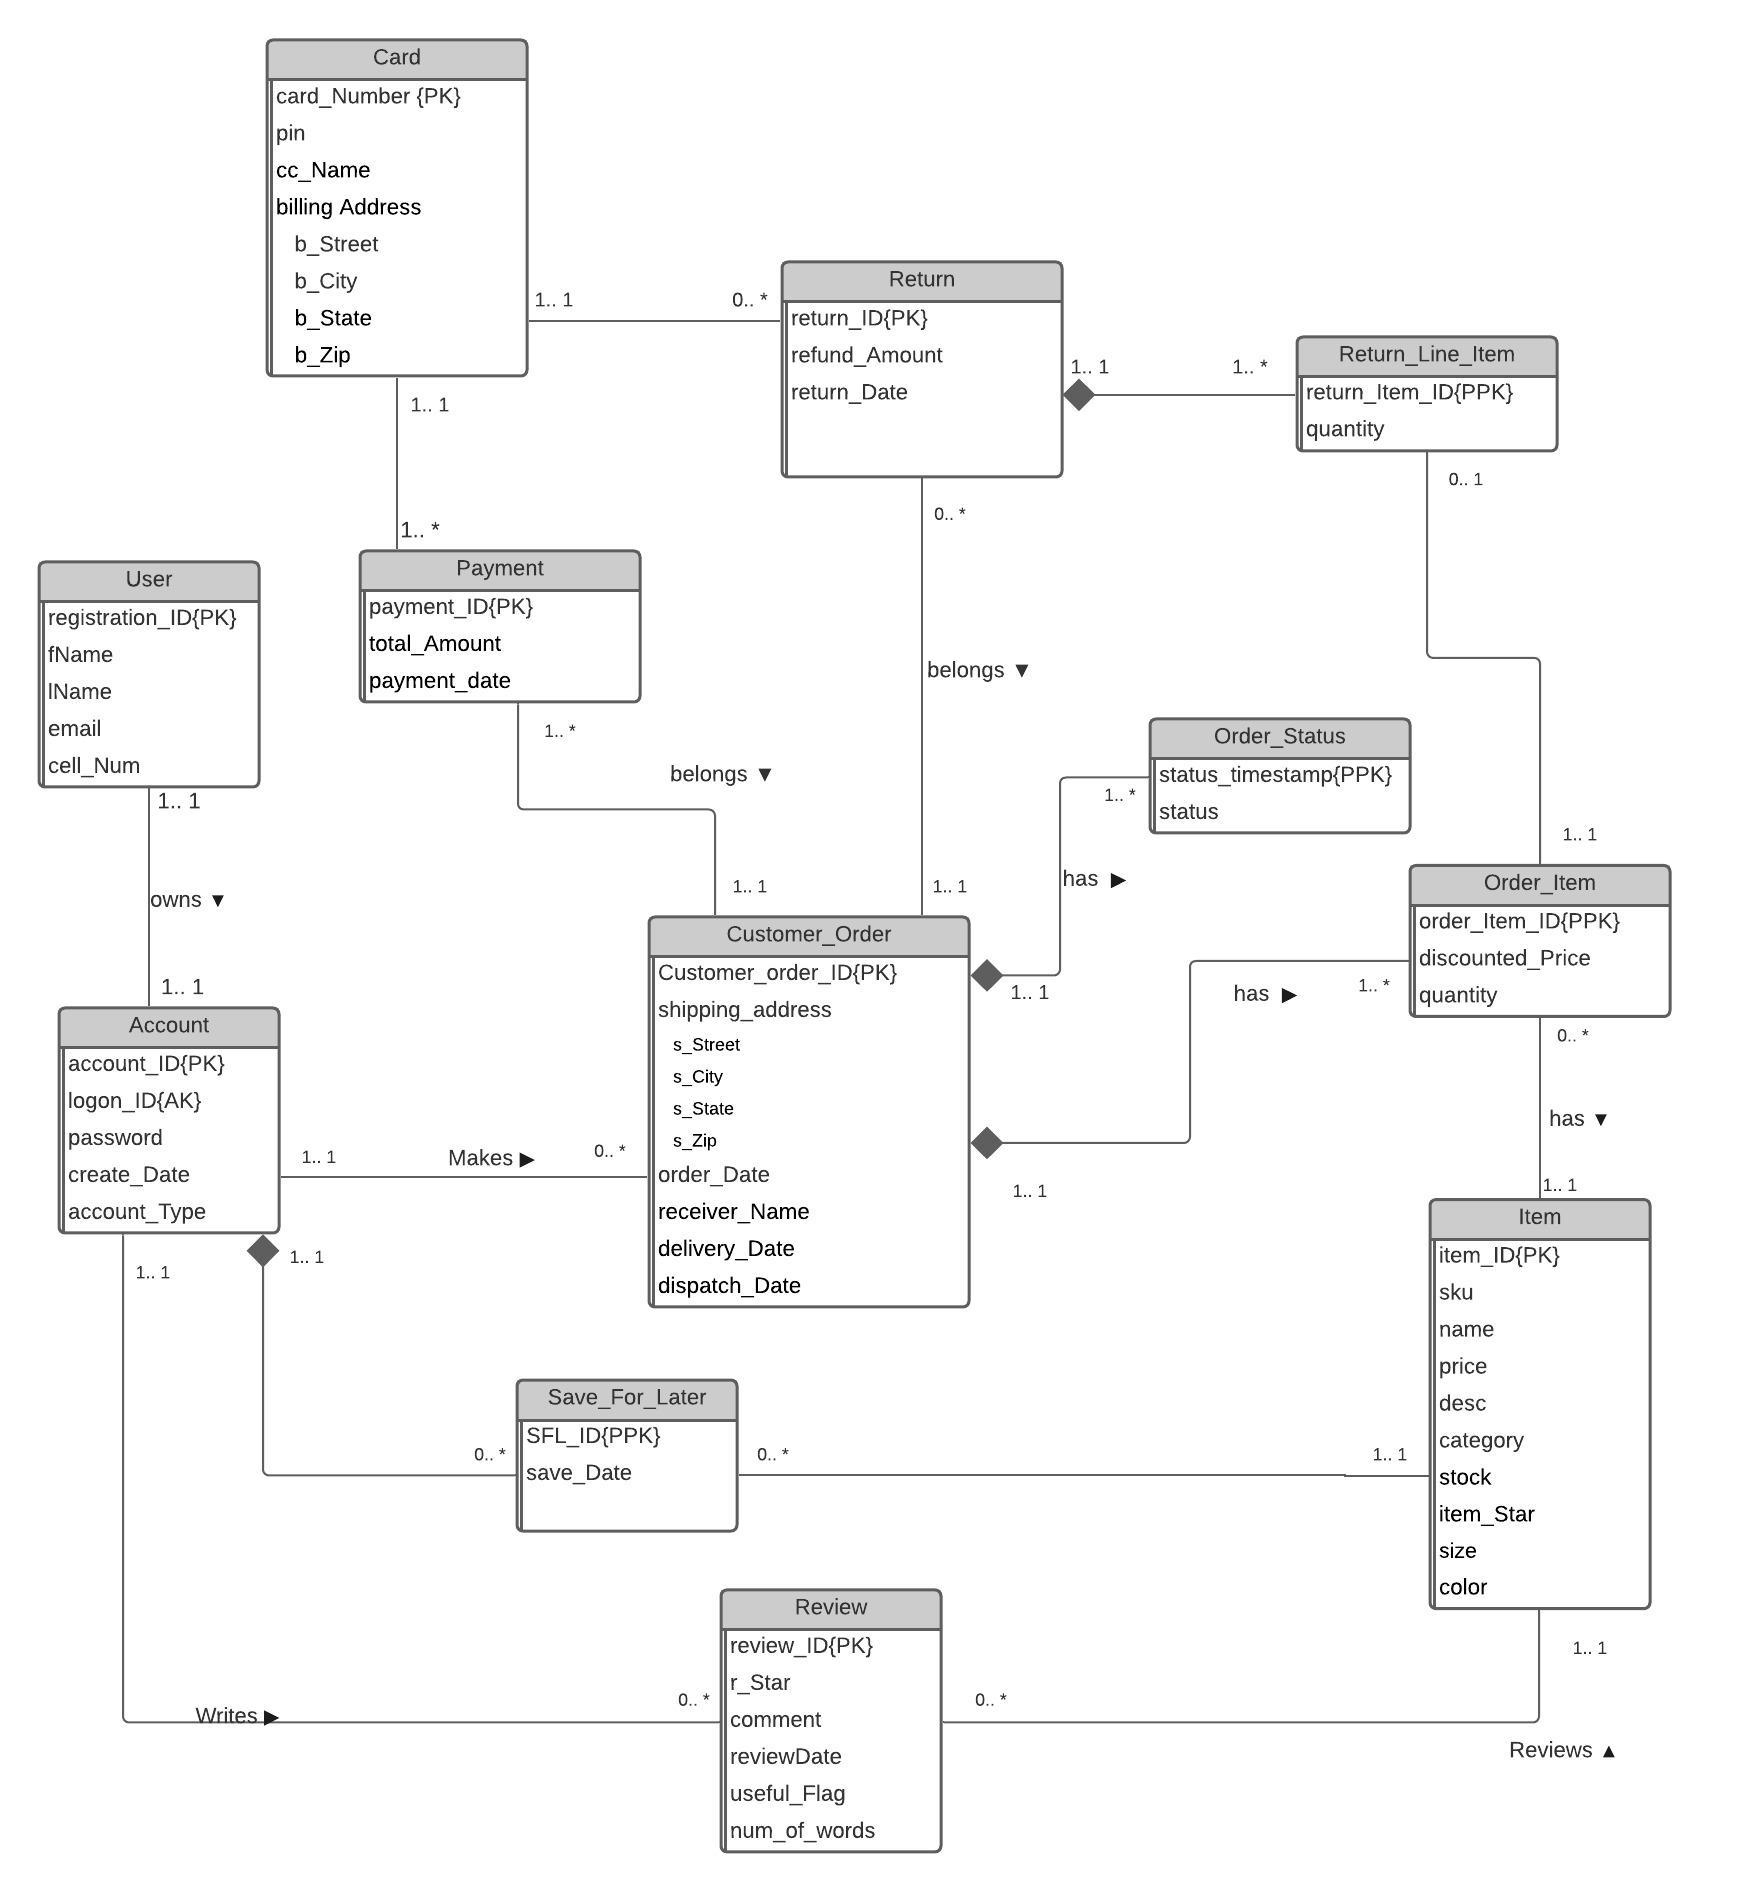 Card
card_Number {PK}
pin
cc_Name
billing Address
b_Street
b_City
b_State
b_Zip
1.. 1
0.. *
1.. 1
1.. *
Return
return_ID{PK}
refund_Amount
return_Date
1.. 1
1.. *
0.. *
Return_Line_Item
return_Item_ID{PPK}
quantity
0.. 1
User
registration_ID{PK}
fName
lName
email
cell_Num
1.. 1
owns ▼
1.. 1
Payment
payment_ID{PK}
total_Amount
payment_date
1.. *
belongs ▼
1.. 1
belongs ▼
1.. 1
Order_Status
status_timestamp{PPK}
status
1.. *
has ▶
1.. 1
1.. 1
Order_Item
order_Item_ID{PPK}
discounted_Price
quantity
has ▶
1.. *
1.. 1
0.. *
has ▼
1.. 1
Account
account_ID{PK}
logon_ID{AK}
password
create_Date
account_Type
1.. 1
Makes ▶
0.. *
1.. 1
1.. 1
Customer_Order
Customer_order_ID{PK}
shipping_address
s_Street
s_City
s_State
s_Zip
order_Date
receiver_Name
delivery_Date
dispatch_Date
Item
item_ID{PK}
sku
name
price
desc
category
stock
item_Star
size
color
Save_For_Later
SFL_ID{PPK}
save_Date
0.. *
0.. *
1.. 1
Review
review_ID{PK}
r_Star
comment
reviewDate
useful_Flag
num_of_words
Writes ▶
0.. *
0.. *
1.. 1
Reviews ▲